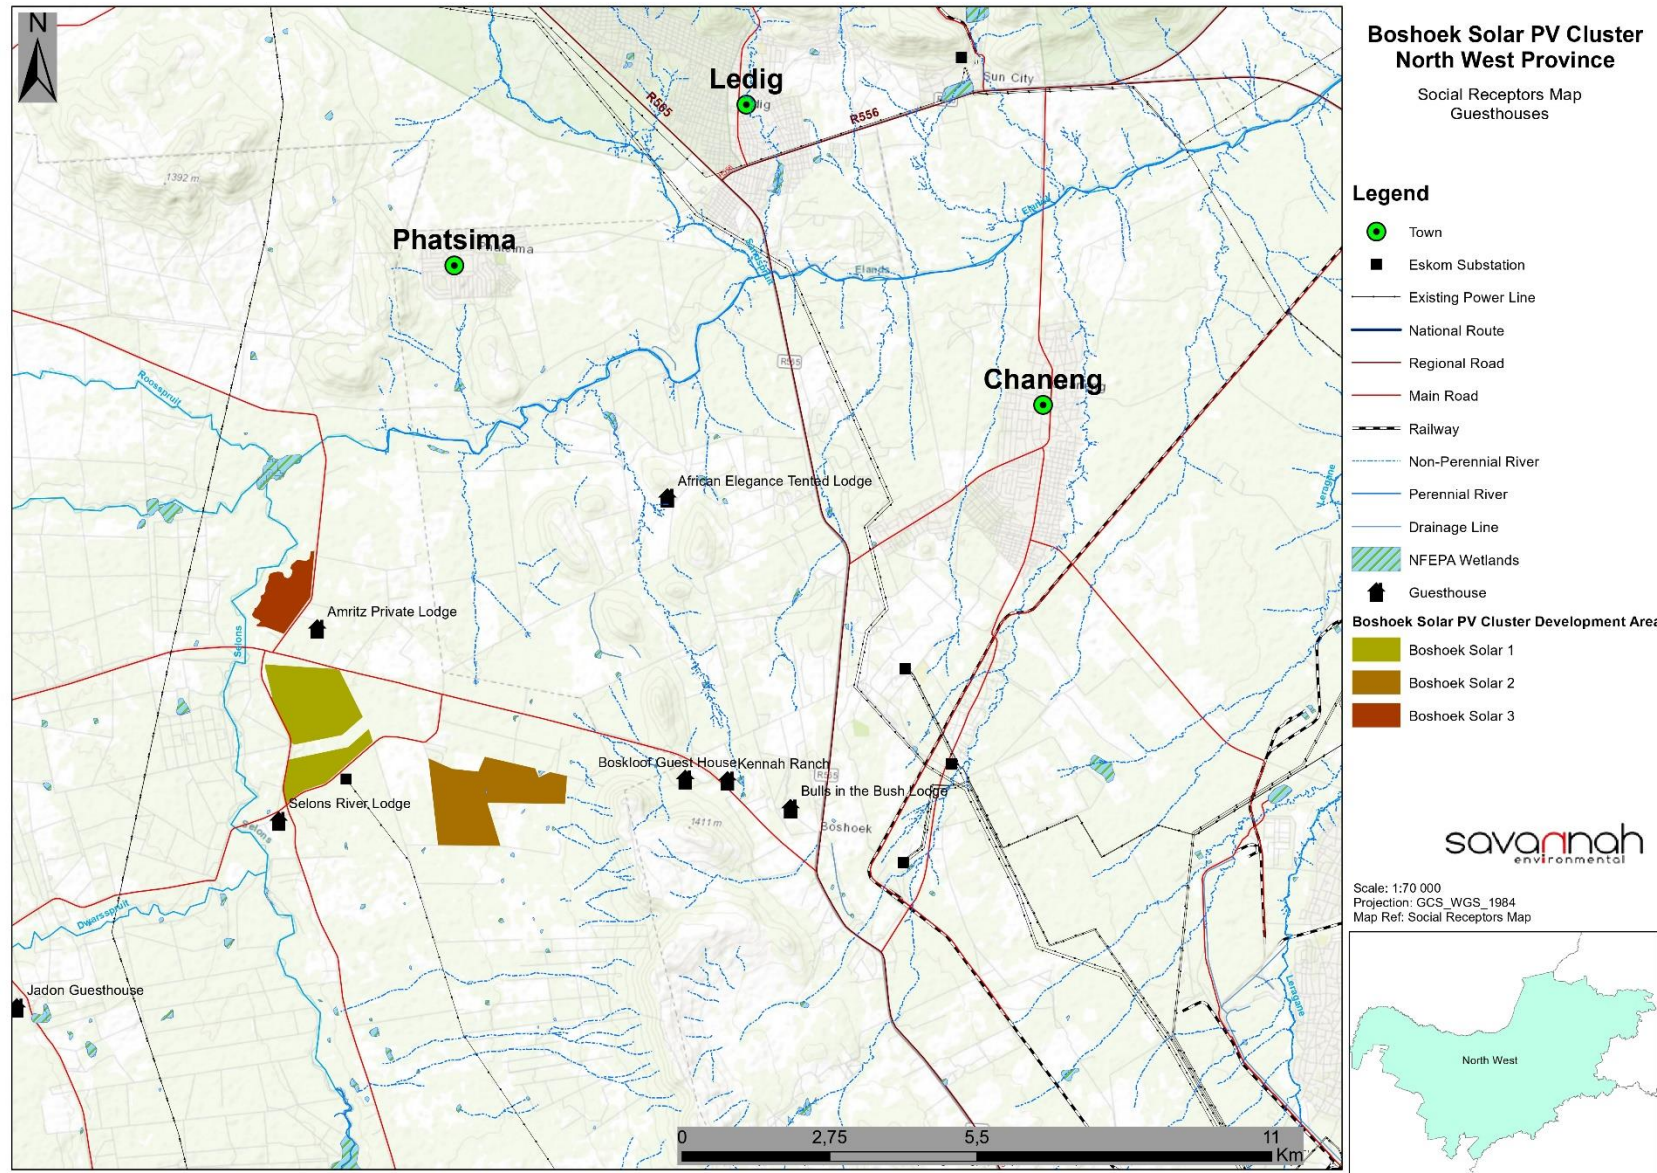 N
Boshoek Solar PV Cluster
North West Province
Social Receptors Map
Guesthouses
Legend
Town
Eskom Substation
Existing Power Line
National Route
Regional Road
Main Road
Railway
Non-Perennial River
Perennial River
Drainage Line
NFEPA Wetlands
Guesthouse
Boshoek Solar PV Cluster Development Area
Boshoek Solar 1
Boshoek Solar 2
Boshoek Solar 3
savannah
environmental
Scale: 1:70 000
Projection: GCS_WGS_1984
Map Ref: Social Receptors Map
North West
Ledig
Sun City
R565
R556
1392 m
Phatsima
Elands
Elands
R565
Chaneng
Roosspruit
African Elegance Tented Lodge
Leragane
Amritz Private Lodge
Selons
Boskloof Guest House
Kennah Ranch
R565
Bulls in the Bush Lodge
Selons River Lodge
Selons
1411 m
Boshoek
Dwarsspruit
Jadon Guesthouse
Leragane
0 2,75 5,5 11
Km